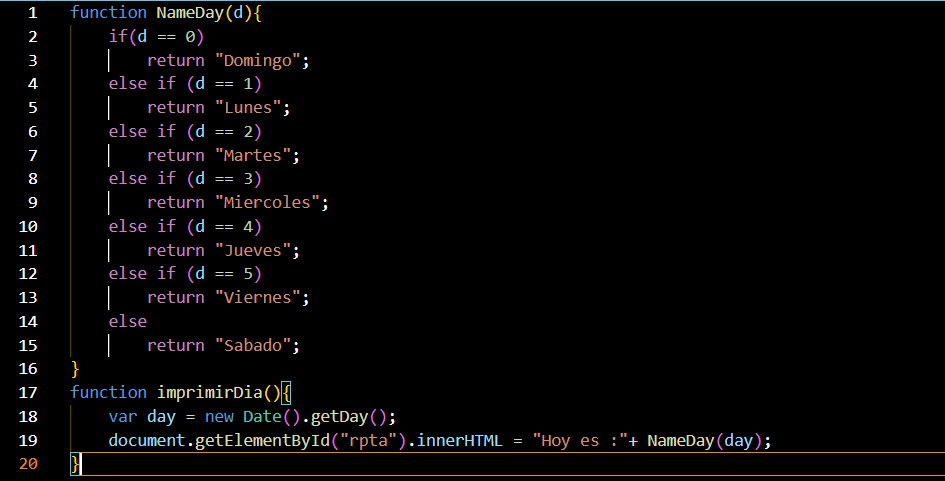 1 function NameDay(d){
2 if(d == 0)
3 return "Domingo";
4 else if (d == 1)
5 return "Lunes";
6 else if (d == 2)
7 return "Martes";
8 else if (d == 3)
9 return "Miercoles";
10 else if (d == 4)
11 return "Jueves";
12 else if (d == 5)
13 return "Viernes";
14 else
15 return "Sabado";
16 }
17 function imprimirDia(){
18 var day = new Date().getDay();
19 document.getElementById("rpta").innerHTML = "Hoy es :"+ NameDay(day);
20 }